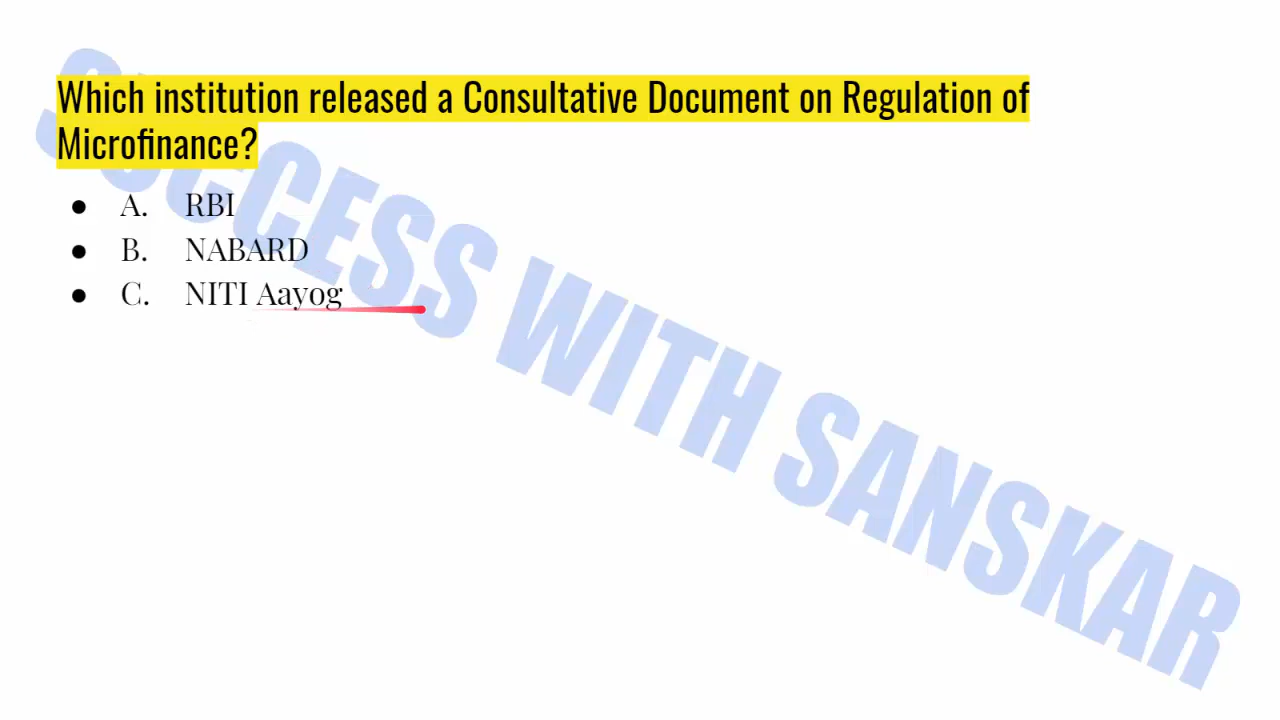 Which institution released a Consultative Document on Regulation of
Microfinance?
● A. RBI
● B. NABARD
● C. NITI Aayog
SUCCESS WITH SANSKAR